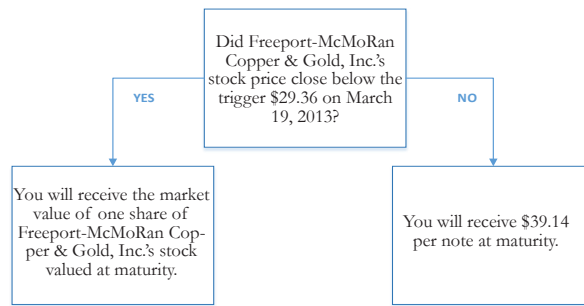 Did Freeport-McMoRan
Copper & Gold, Inc.'s
stock price close below the
trigger $29.36 on March
19, 2013?
YES
NO
You will receive the market
value of one share of
Freeport-McMoRan Cop-
per & Gold, Inc.'s stock
valued at maturity.
You will receive $39.14
per note at maturity.